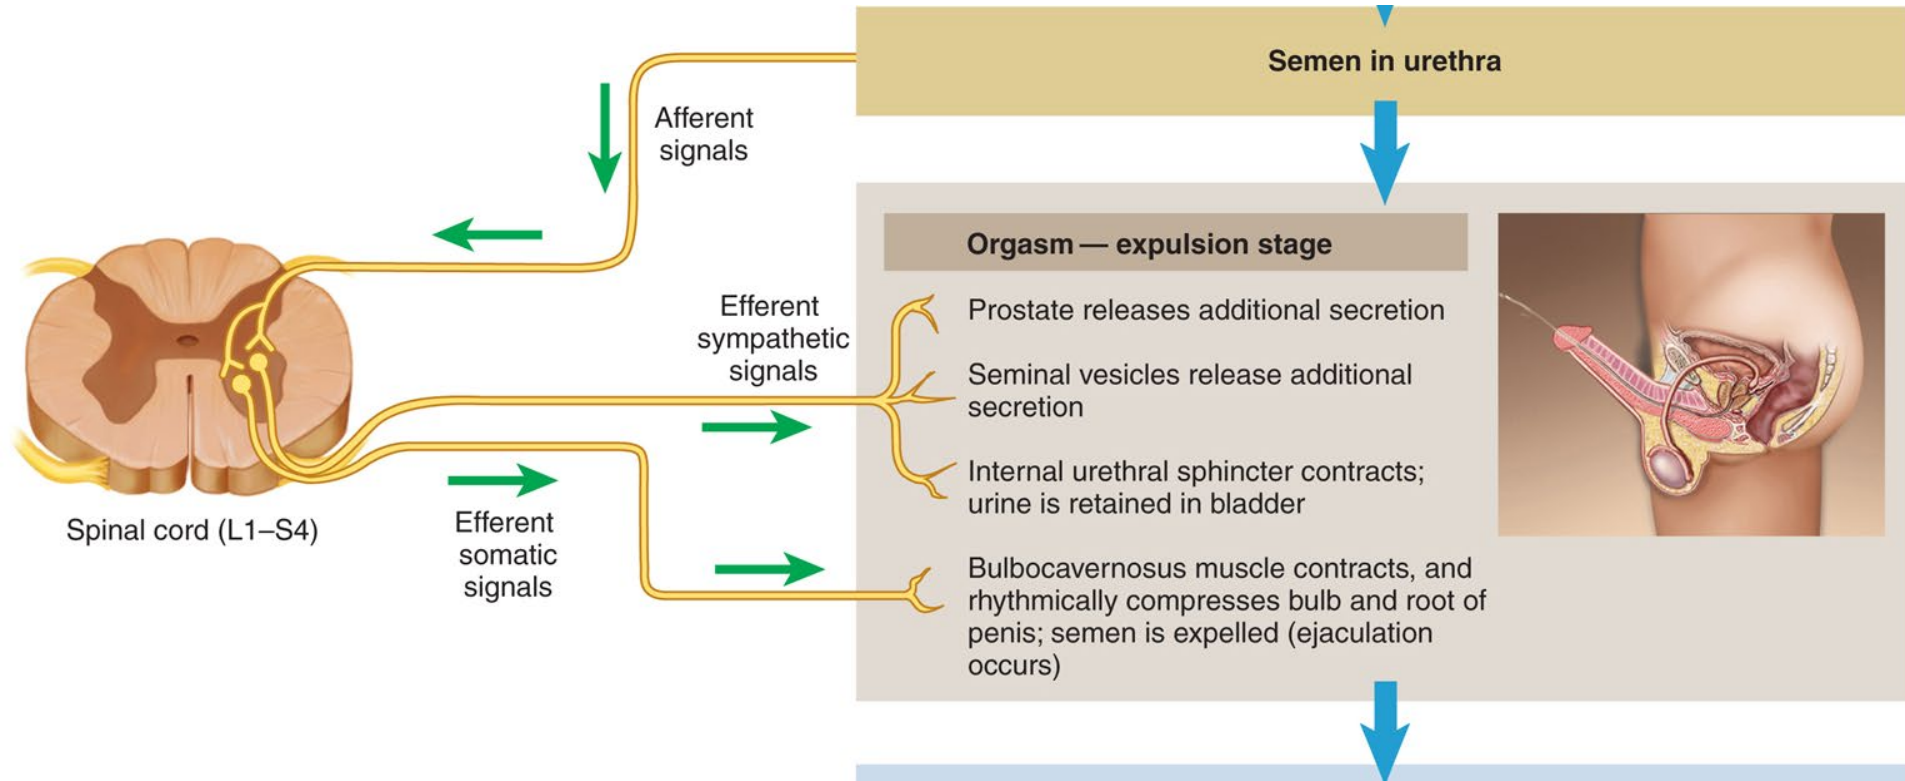 Semen in urethra
Afferent
signals
Orgasm — expulsion stage
Efferent
sympathetic
signals
Prostate releases additional secretion
Seminal vesicles release additional
secretion
Internal urethral sphincter contracts;
urine is retained in bladder
Spinal cord (L1–S4)
Efferent
somatic
signals
Bulbocavernosus muscle contracts, and
rhythmically compresses bulb and root of
penis; semen is expelled (ejaculation
occurs)